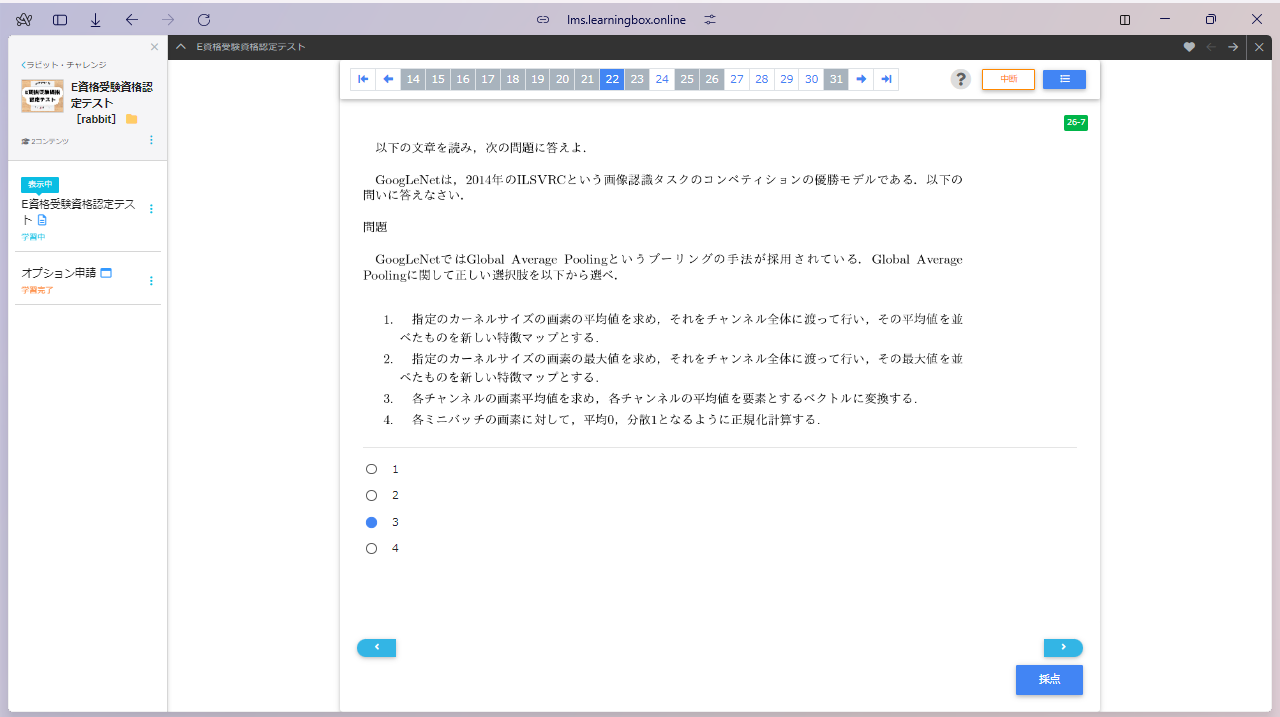 lms.learningbox.online
ラビット・チャレンジ
E資格受験資格認定テスト［rabbit］
2コンテンツ
表示中
E資格受験資格認定テスト
学習中
オプション申請
学習完了
E資格受験資格認定テスト
14 15 16 17 18 19 20 21 22 23 24 25 26 27 28 29 30 31
?
中断
26-7
以下の文章を読み，次の問題に答えよ．
GoogLeNetは，2014年のILSVRCという画像認識タスクのコンペティションの優勝モデルである．以下の
問いに答えなさい．
問題
GoogLeNetではGlobal Average Poolingというプーリングの手法が採用されている．Global Average
Poolingに関して正しい選択肢を以下から選べ．
1. 指定のカーネルサイズの画素の平均値を求め，それをチャンネル全体に渡って行い，その平均値を並
べたものを新しい特徴マップとする．
2. 指定のカーネルサイズの画素の最大値を求め，それをチャンネル全体に渡って行い，その最大値を並
べたものを新しい特徴マップとする．
3. 各チャンネルの画素平均値を求め，各チャンネルの平均値を要素とするベクトルに変換する．
4. 各ミニバッチの画素に対して，平均0，分散1となるように正規化計算する．
1
2
3
4
採点